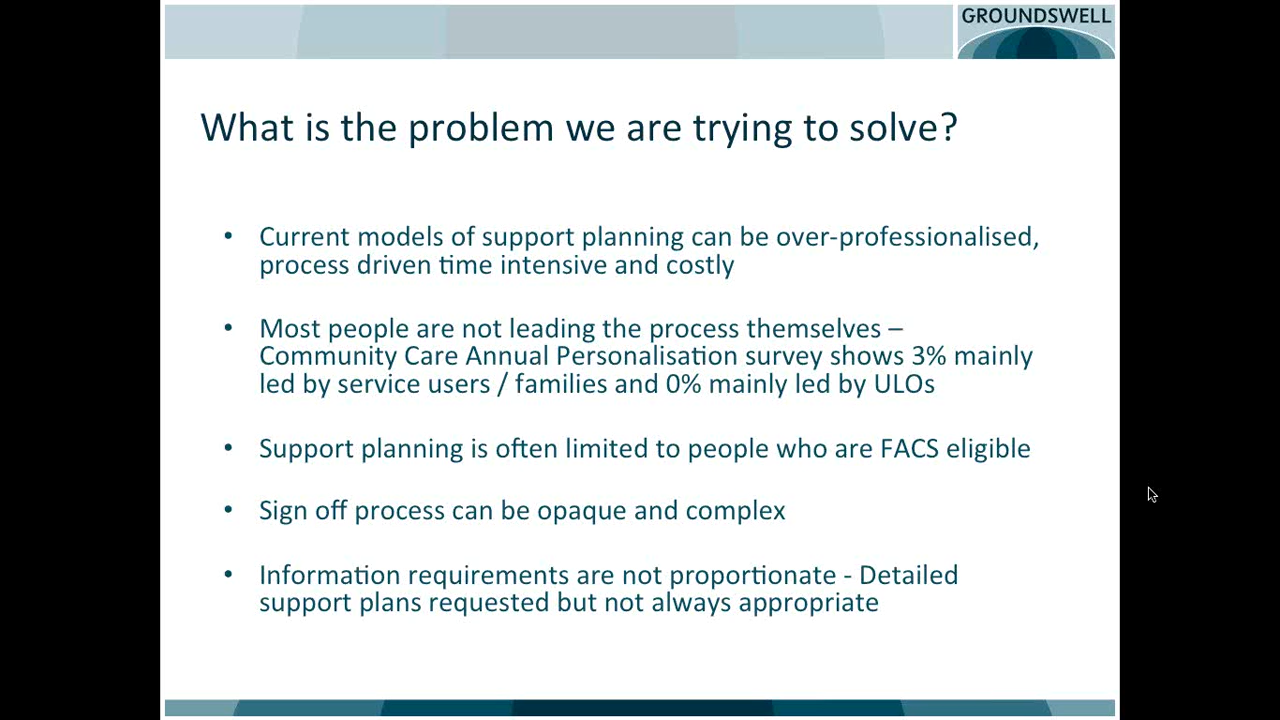 GROUNDSWELL
What is the problem we are trying to solve?
• Current models of support planning can be over-professionalised,
process driven time intensive and costly
• Most people are not leading the process themselves –
Community Care Annual Personalisation survey shows 3% mainly
led by service users / families and 0% mainly led by ULOs
• Support planning is often limited to people who are FACS eligible
• Sign off process can be opaque and complex
• Information requirements are not proportionate - Detailed
support plans requested but not always appropriate